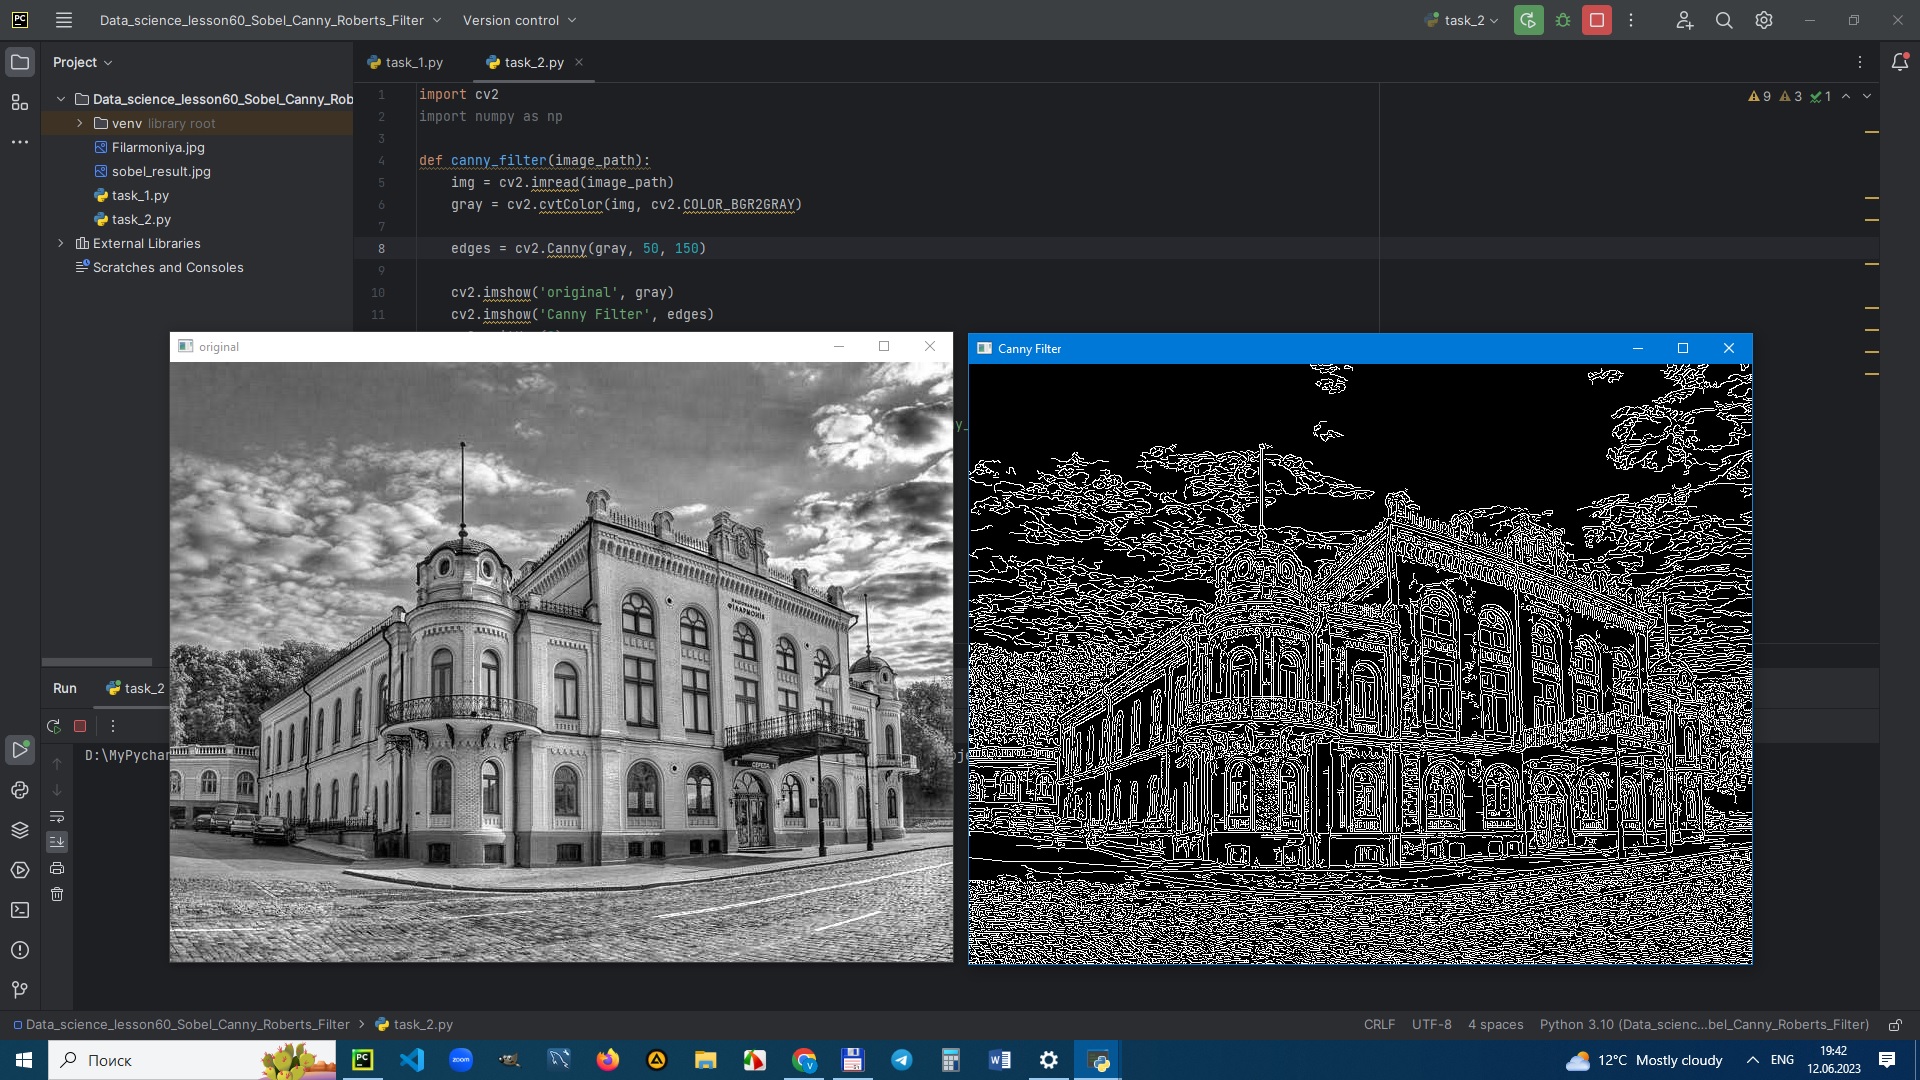 Data_science_lesson60_Sobel_Canny_Roberts_Filter
Version control
task_2
Project
task_1.py
task_2.py
Data_science_lesson60_Sobel_Canny_Rob
venv library root
Filarmoniya.jpg
sobel_result.jpg
task_1.py
task_2.py
External Libraries
Scratches and Consoles
9 3 1
1 import cv2
2 import numpy as np
3
4 def canny_filter(image_path):
5 img = cv2.imread(image_path)
6 gray = cv2.cvtColor(img, cv2.COLOR_BGR2GRAY)
7
8 edges = cv2.Canny(gray, 50, 150)
9
10 cv2.imshow('original', gray)
11 cv2.imshow('Canny Filter', edges)
original
ФІЛАРМОНІЯ
СЕРЕДА
Canny Filter
y_
Run
task_2
D:\MyPychar
oj
Data_science_lesson60_Sobel_Canny_Roberts_Filter
task_2.py
CRLF
UTF-8
4 spaces
Python 3.10 (Data_scienc...bel_Canny_Roberts_Filter)
Поиск
PC
zoom
12°C Mostly cloudy
ENG
19:42
12.06.2023